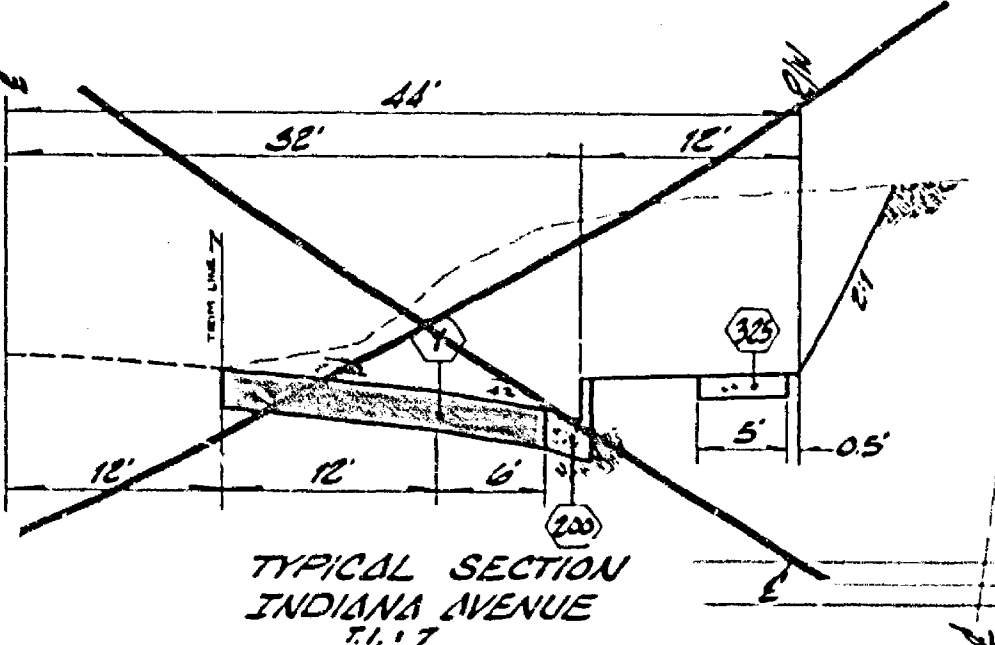 44'
R/W
32'
12'
TRIM LINE
2:1
325
5'
0.5'
12'
12'
6'
200
TYPICAL SECTION
INDIANA AVENUE